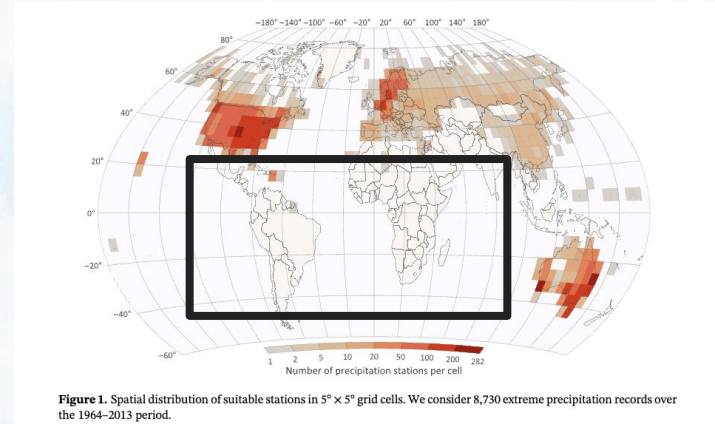 −180° −140° −100° −60° −20° 20° 60° 100° 140° 180°
80°
60°
40°
20°
0°
−20°
−40°
−60°
1 2 5 10 20 50 100 200 282
Number of precipitation stations per cell
Figure 1. Spatial distribution of suitable stations in 5° × 5° grid cells. We consider 8,730 extreme precipitation records over
the 1964–2013 period.